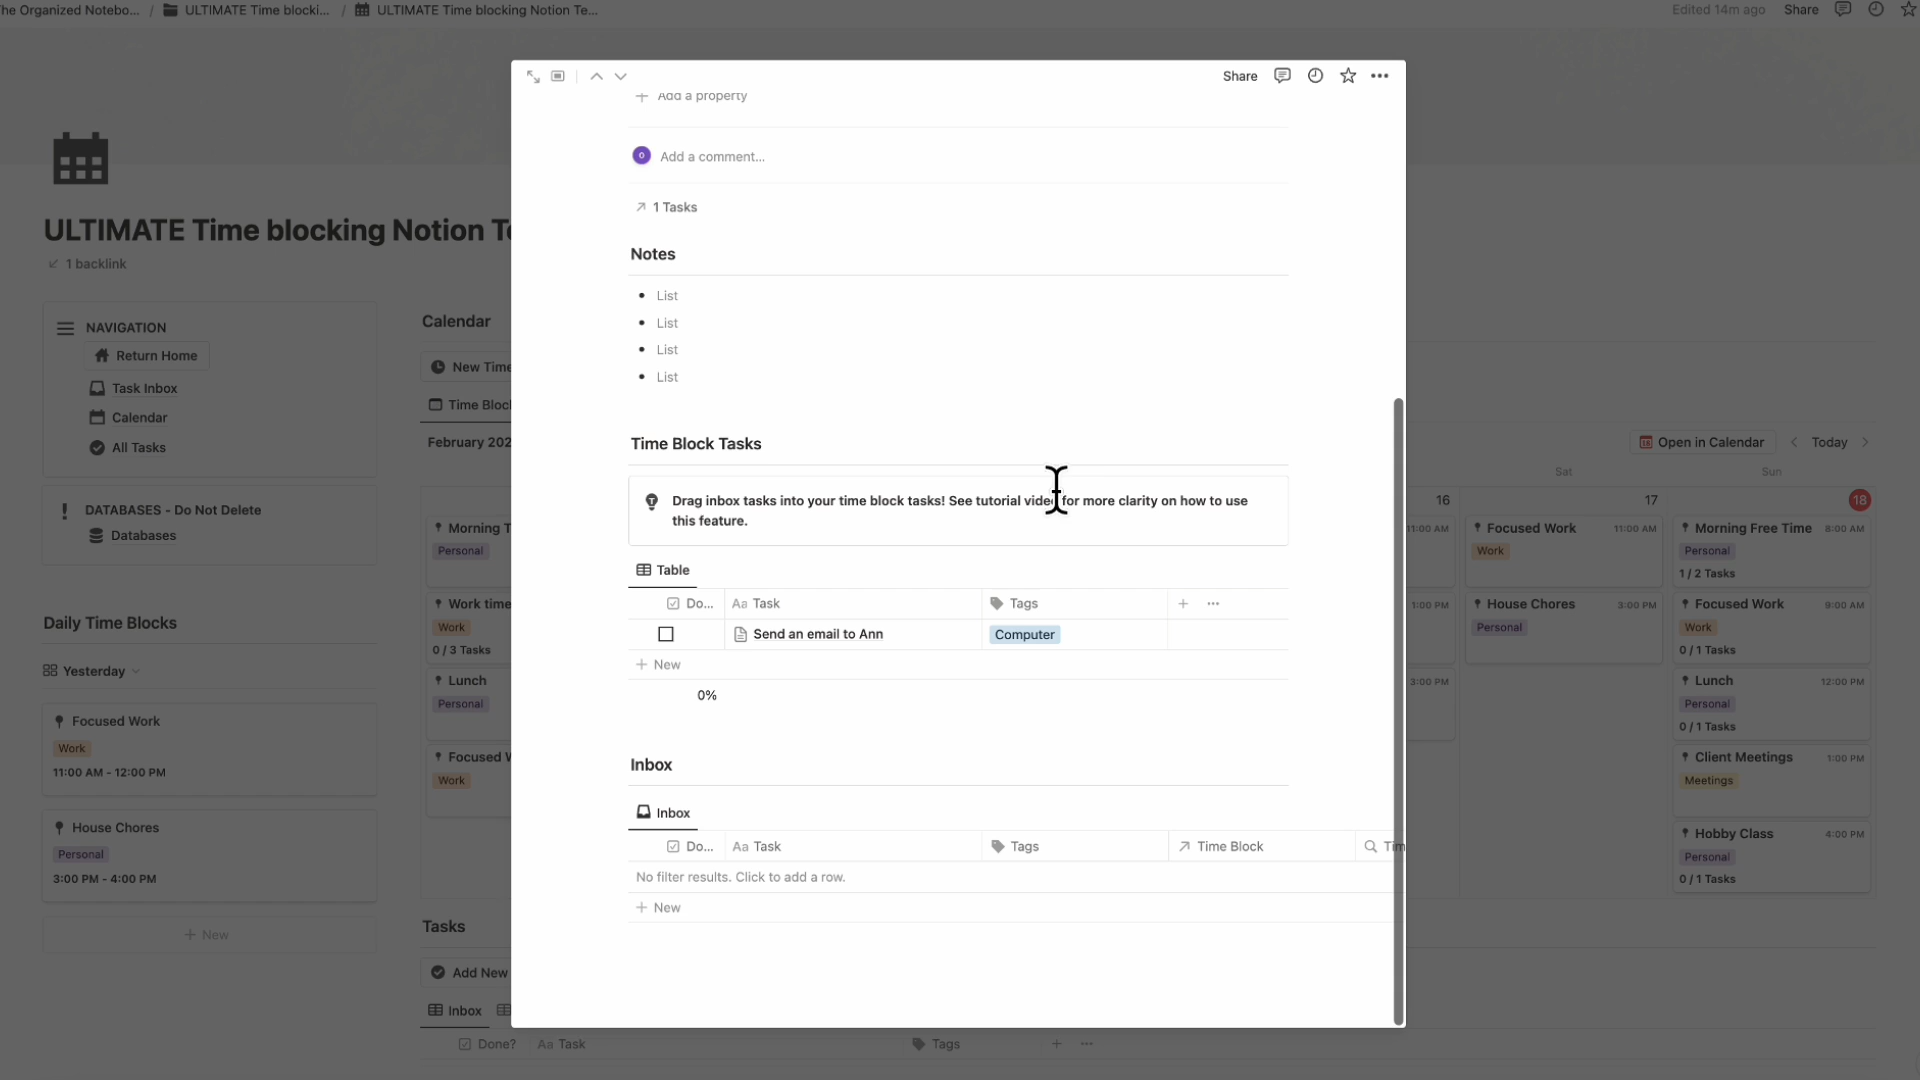 he Organized Notebo... / ULTIMATE Time blocki... / ULTIMATE Time blocking Notion Te...
Edited 14m ago Share
ULTIMATE Time blocking Notion Te
1 backlink
NAVIGATION
Return Home
Task Inbox
Calendar
All Tasks
DATABASES - Do Not Delete
Databases
Daily Time Blocks
Yesterday
Focused Work
Work
11:00 AM - 12:00 PM
House Chores
Personal
3:00 PM - 4:00 PM
+ New
Calendar
New Time
Time Bloc
February 202
Morning T
Personal
Work time
Work
0 / 3 Tasks
Lunch
Personal
Focused W
Work
Tasks
Add New
Inbox
Done? Aa Task Tags + ...
Share
Add a property
O Add a comment...
1 Tasks
Notes
• List
• List
• List
• List
Time Block Tasks
Drag inbox tasks into your time block tasks! See tutorial video for more clarity on how to use
this feature.
Table
Do... Aa Task Tags + ...
Send an email to Ann Computer
+ New
0%
Inbox
Inbox
Do... Aa Task Tags Time Block Tim
No filter results. Click to add a row.
+ New
Open in Calendar Today
Sat Sun
16 17 18
11:00 AM
1:00 PM
3:00 PM
Focused Work 11:00 AM
Work
House Chores 3:00 PM
Personal
Morning Free Time 8:00 AM
Personal
1 / 2 Tasks
Focused Work 9:00 AM
Work
0 / 1 Tasks
Lunch 12:00 PM
Personal
0 / 1 Tasks
Client Meetings 1:00 PM
Meetings
Hobby Class 4:00 PM
Personal
0 / 1 Tasks